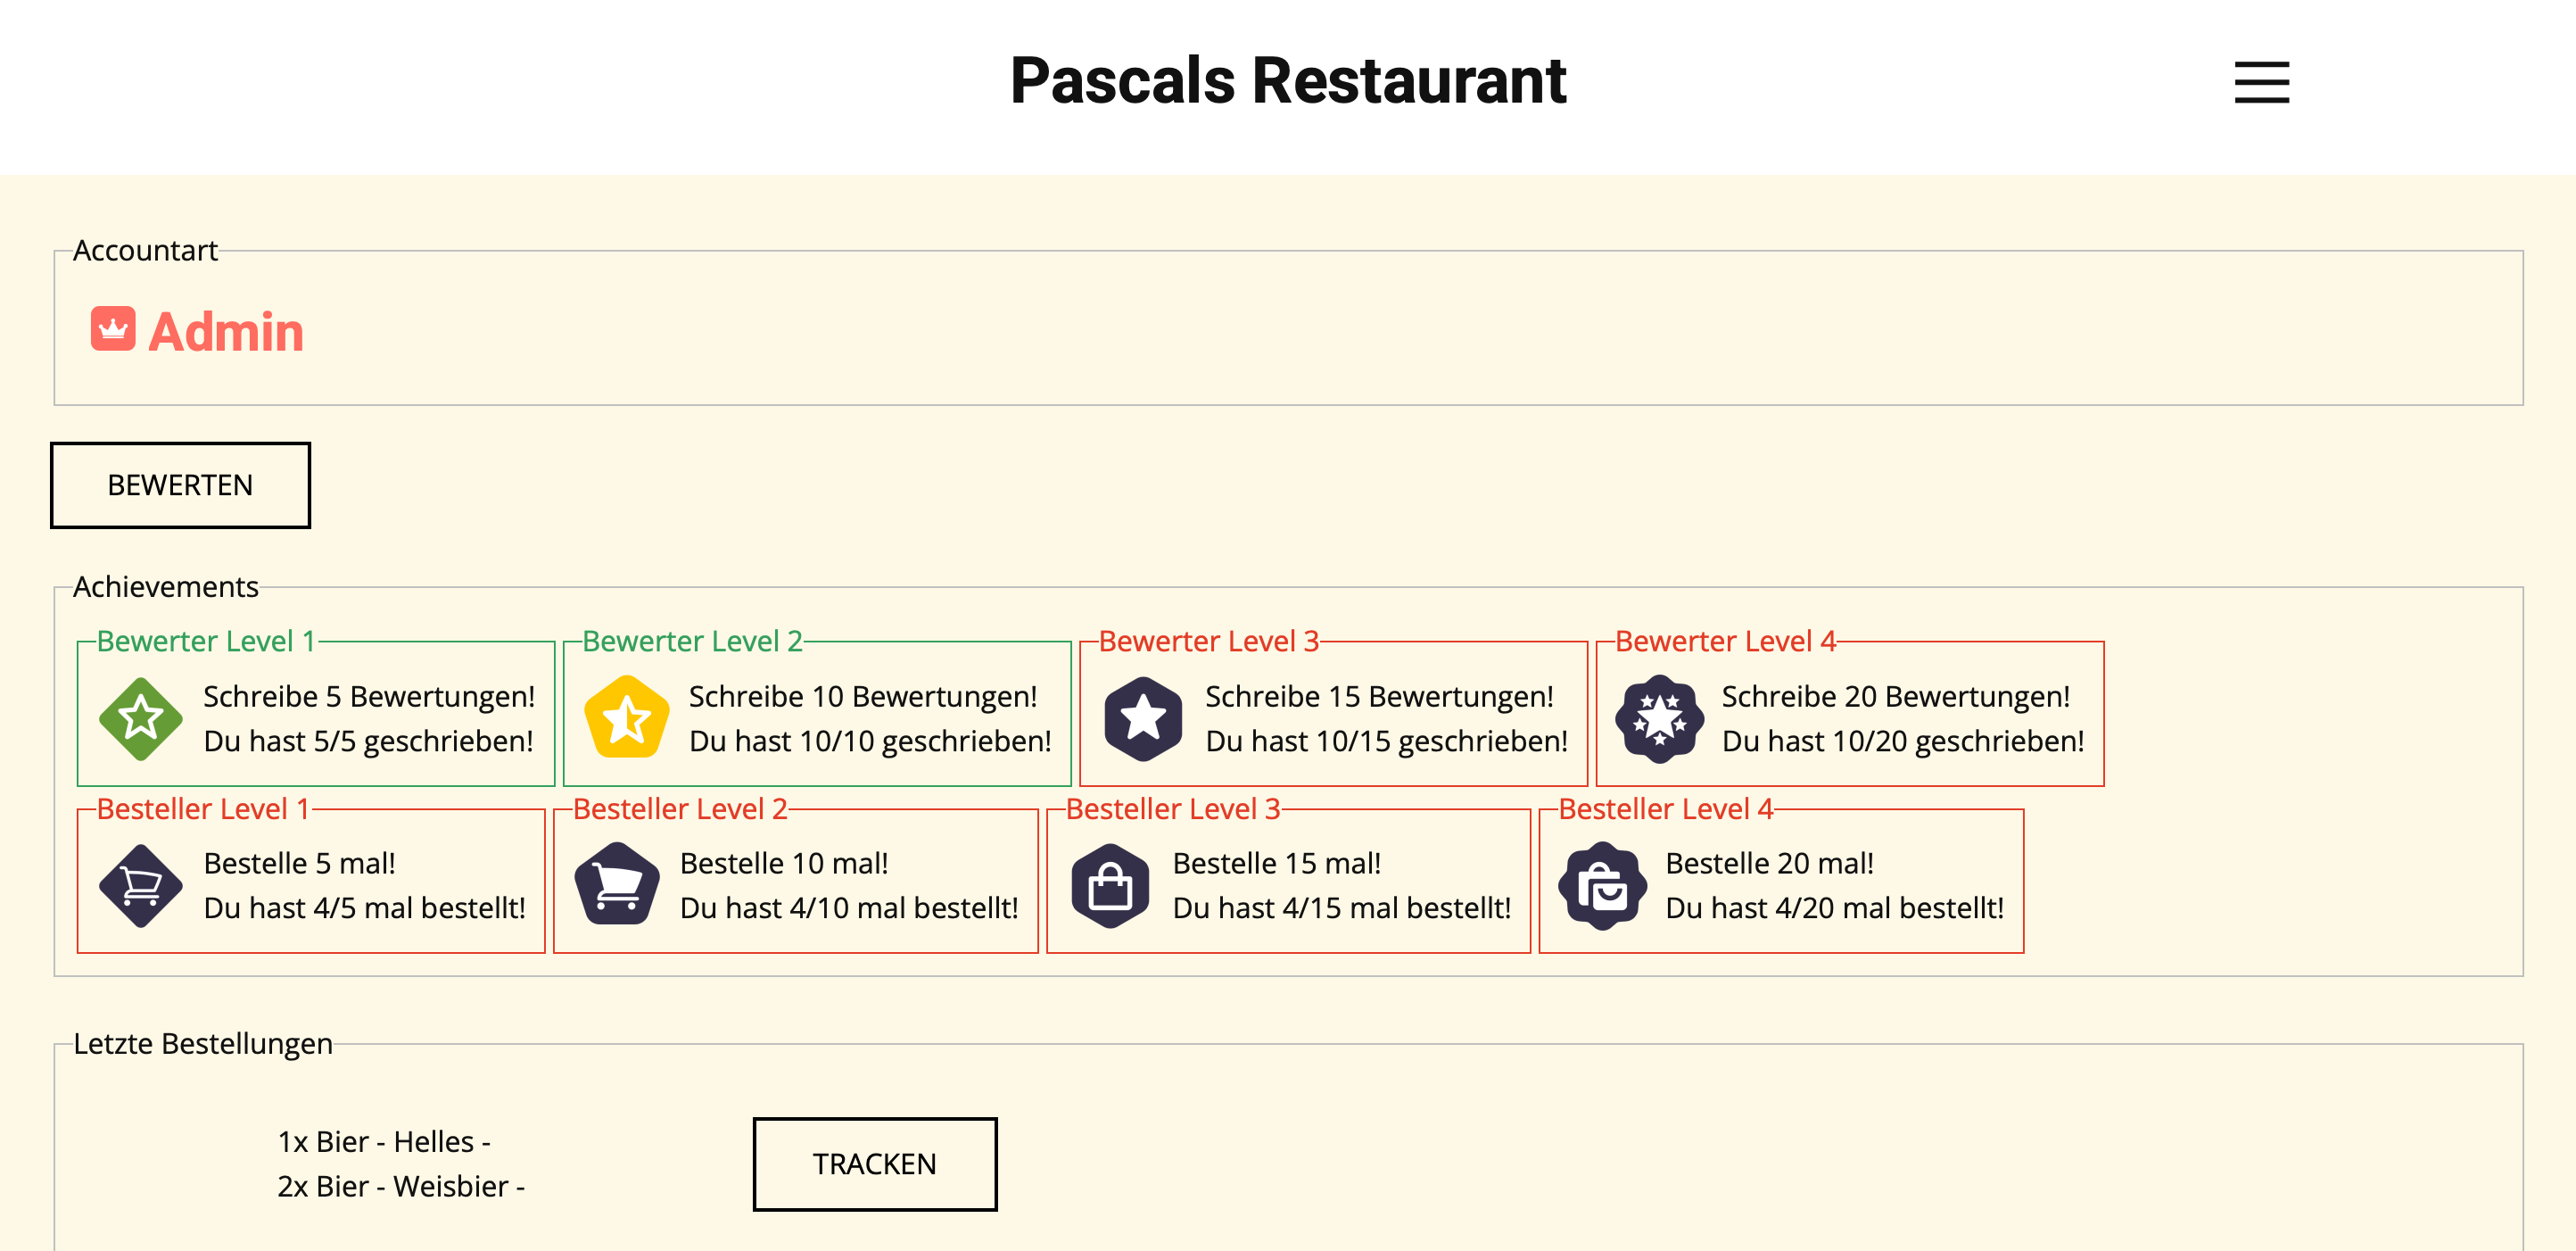 Pascals Restaurant
Accountart
Admin
BEWERTEN
Achievements
Bewerter Level 1
Schreibe 5 Bewertungen!
Du hast 5/5 geschrieben!
Bewerter Level 2
Schreibe 10 Bewertungen!
Du hast 10/10 geschrieben!
Bewerter Level 3
Schreibe 15 Bewertungen!
Du hast 10/15 geschrieben!
Bewerter Level 4
Schreibe 20 Bewertungen!
Du hast 10/20 geschrieben!
Besteller Level 1
Bestelle 5 mal!
Du hast 4/5 mal bestellt!
Besteller Level 2
Bestelle 10 mal!
Du hast 4/10 mal bestellt!
Besteller Level 3
Bestelle 15 mal!
Du hast 4/15 mal bestellt!
Besteller Level 4
Bestelle 20 mal!
Du hast 4/20 mal bestellt!
Letzte Bestellungen
1x Bier - Helles -
2x Bier - Weisbier -
TRACKEN